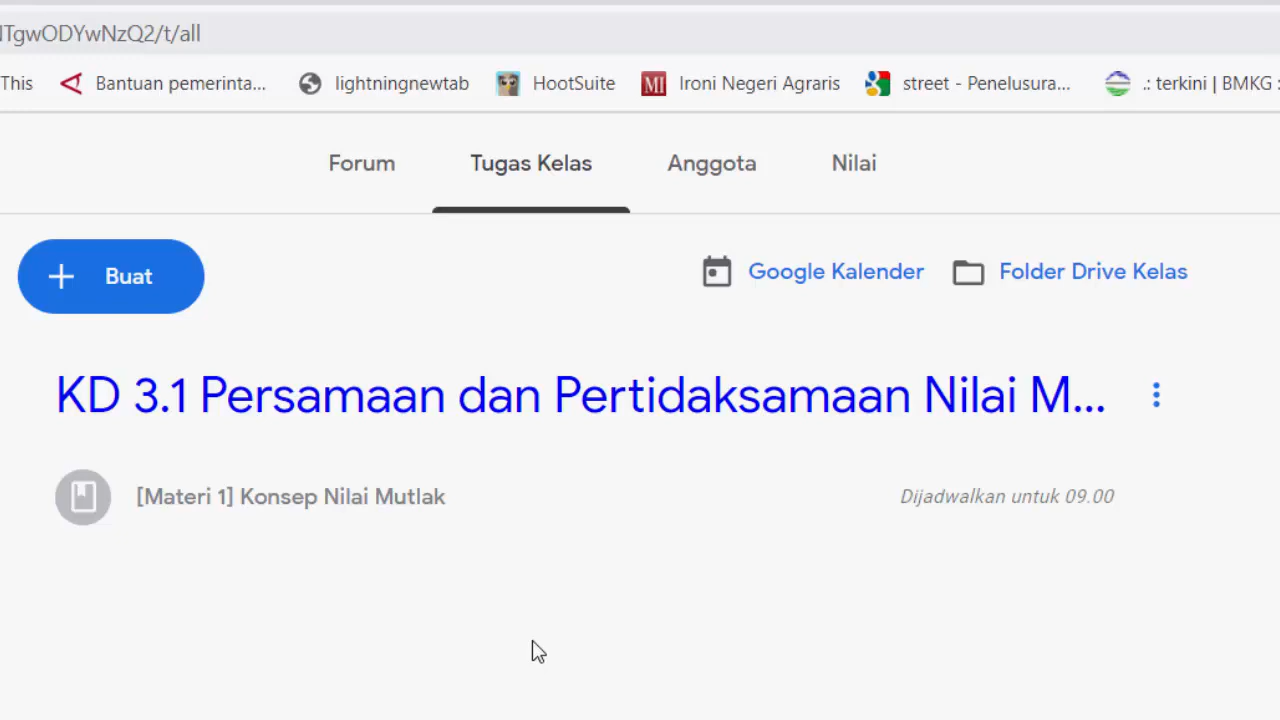 TgwODYwNzQ2/t/all
This Bantuan pemerinta... lightningnewtab HootSuite MI Ironi Negeri Agraris street - Penelusura... .: terkini | BMKG :
Forum Tugas Kelas Anggota Nilai
+ Buat Google Kalender Folder Drive Kelas
KD 3.1 Persamaan dan Pertidaksamaan Nilai M...
[Materi 1] Konsep Nilai Mutlak Dijadwalkan untuk 09.00